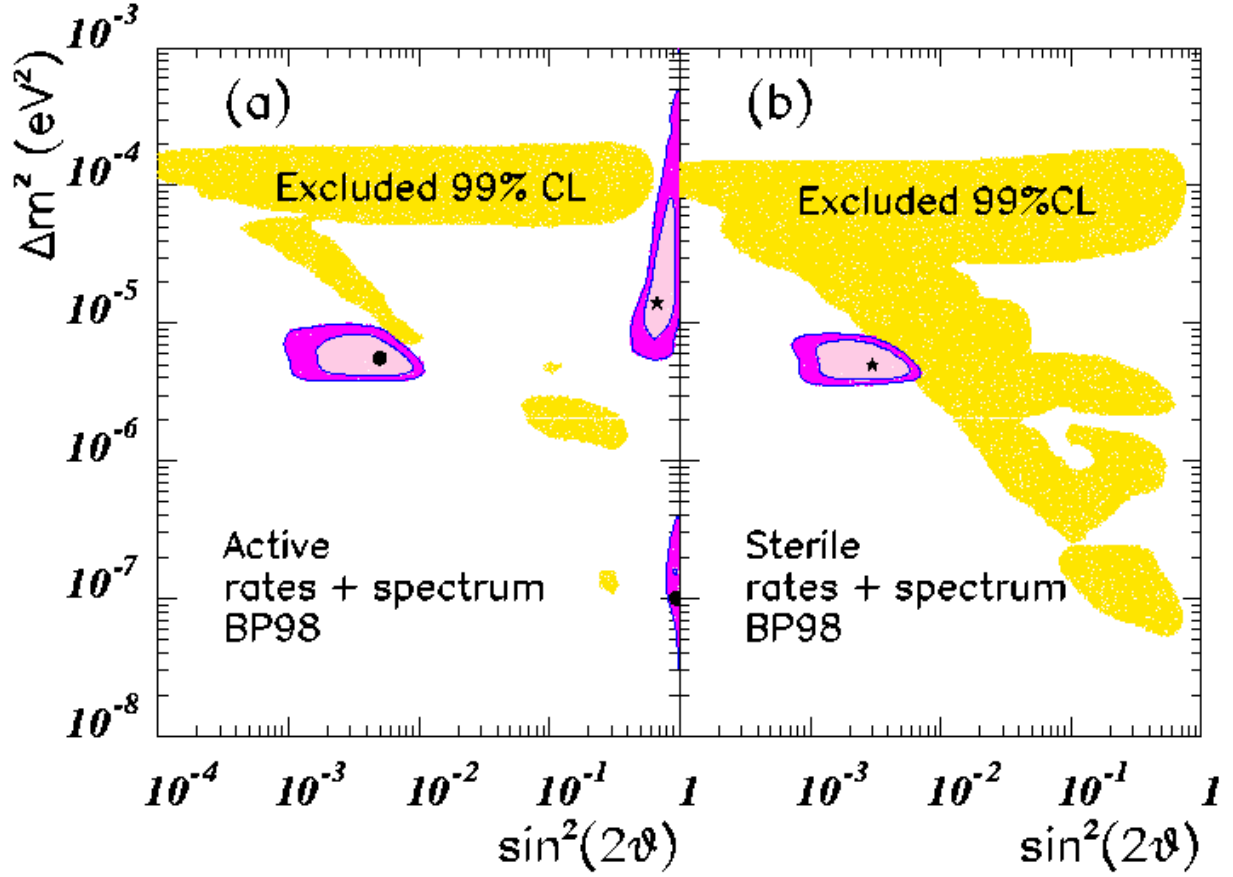 Δm² (eV²)
10⁻³
10⁻⁴
10⁻⁵
10⁻⁶
10⁻⁷
10⁻⁸
(a)
Excluded 99% CL
Active
rates + spectrum
BP98
(b)
Excluded 99%CL
Sterile
rates + spectrum
BP98
10⁻⁴ 10⁻³ 10⁻² 10⁻¹ 1 10⁻³ 10⁻² 10⁻¹ 1
sin²(2ϑ) sin²(2ϑ)